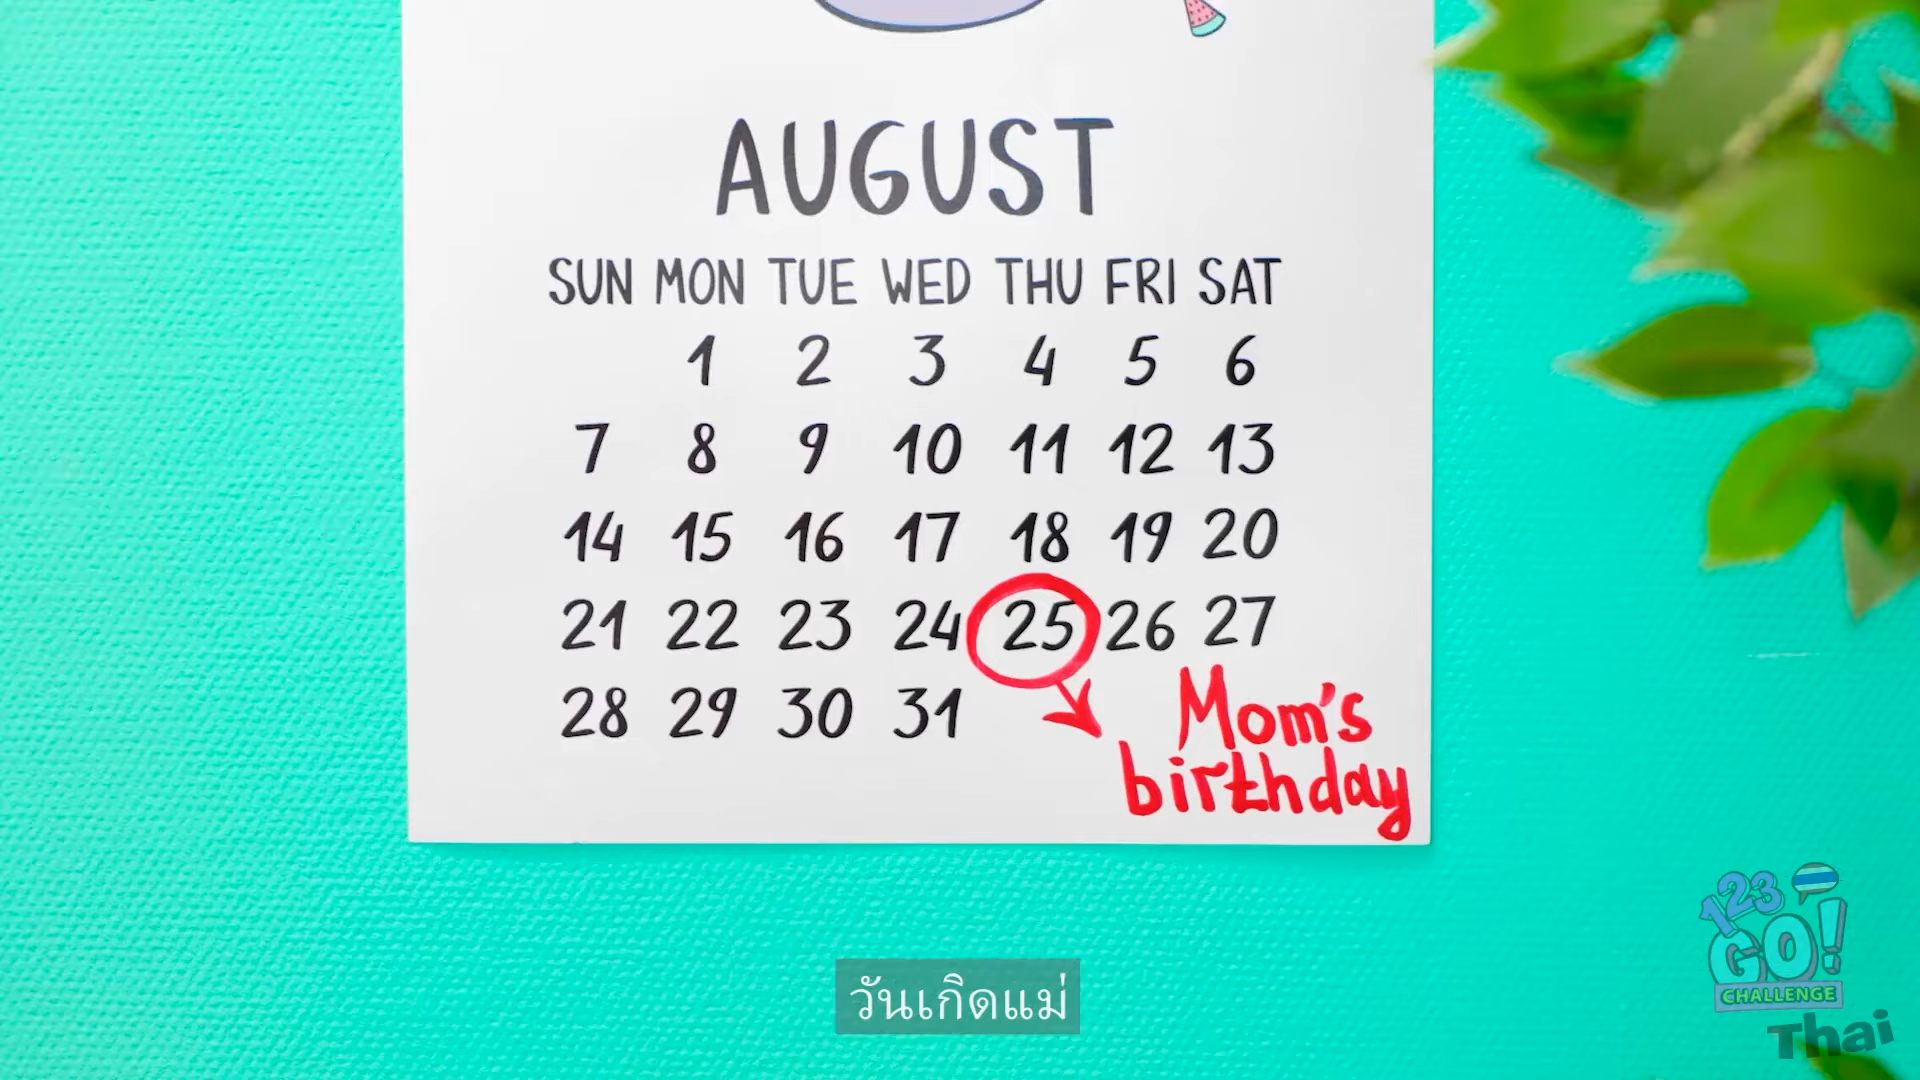 AUGUST
SUN MON TUE WED THU FRI SAT
1 2 3 4 5 6
7 8 9 10 11 12 13
14 15 16 17 18 19 20
21 22 23 24 25 26 27
28 29 30 31
Mom's
birthday
วันเกิดแม่
123
GO!
CHALLENGE
Thai